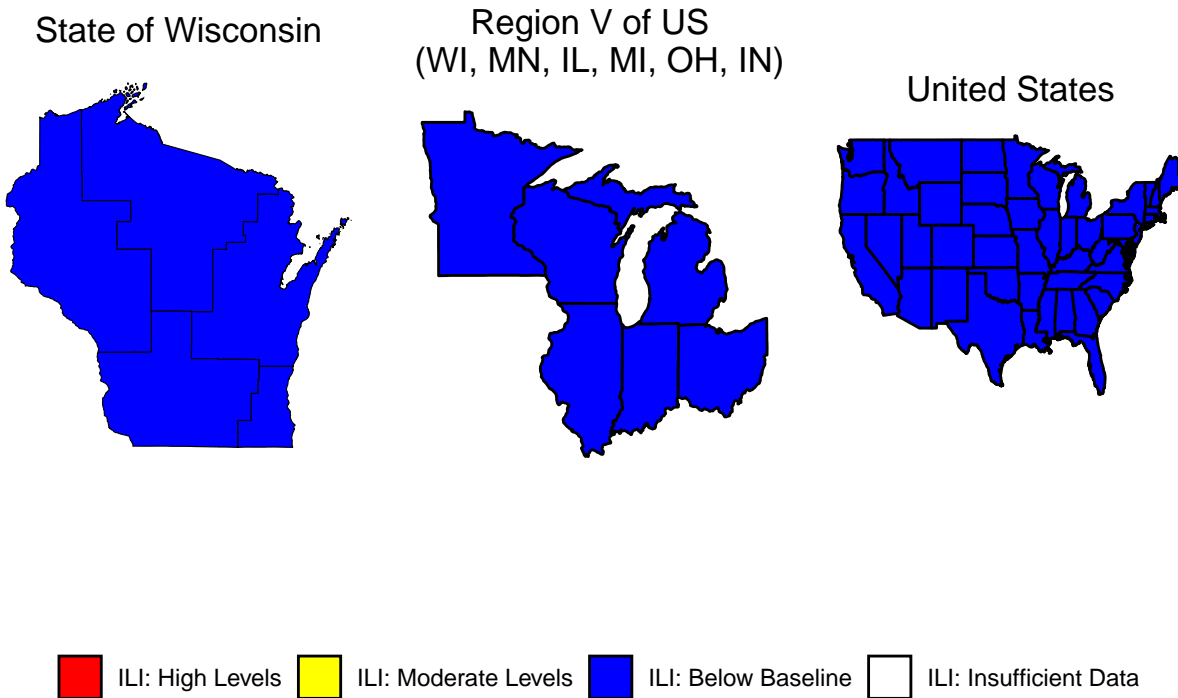 State of Wisconsin
Region V of US
(WI, MN, IL, MI, OH, IN)
United States
ILI: High Levels
ILI: Moderate Levels
ILI: Below Baseline
ILI: Insufficient Data